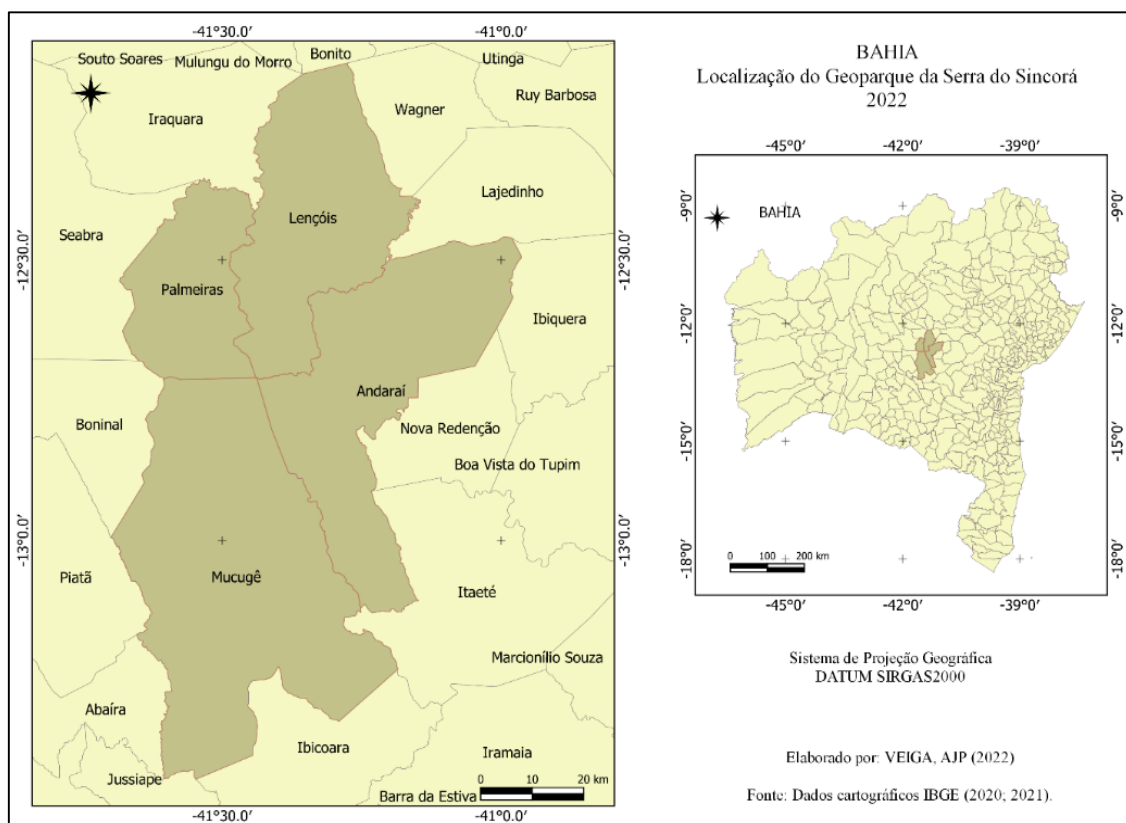 -41°30.0'
-41°0.0'
Souto Soares
Mulungu do Morro
Bonito
Utinga
Iraquara
Wagner
Ruy Barbosa
Lajedinho
Lençóis
Seabra
-12°30.0'
-12°30.0'
Palmeiras
Ibiquera
Andaraí
Boninal
Nova Redenção
Boa Vista do Tupim
-13°0.0'
-13°0.0'
Piatã
Mucugê
Itaeté
Marcionílio Souza
Abaíra
Ibicoara
Iramaia
Jussiape
0 10 20 km
Barra da Estiva
-41°30.0'
-41°0.0'
BAHIA
Localização do Geoparque da Serra do Sincorá
2022
-45°0'
-42°0'
-39°0'
-9°0'
BAHIA
-9°0'
-12°0'
-12°0'
-15°0'
-15°0'
-18°0'
-18°0'
0 100 200 km
-45°0'
-42°0'
-39°0'
Sistema de Projeção Geográfica
DATUM SIRGAS2000
Elaborado por: VEIGA, AJP (2022)
Fonte: Dados cartográficos IBGE (2020; 2021).